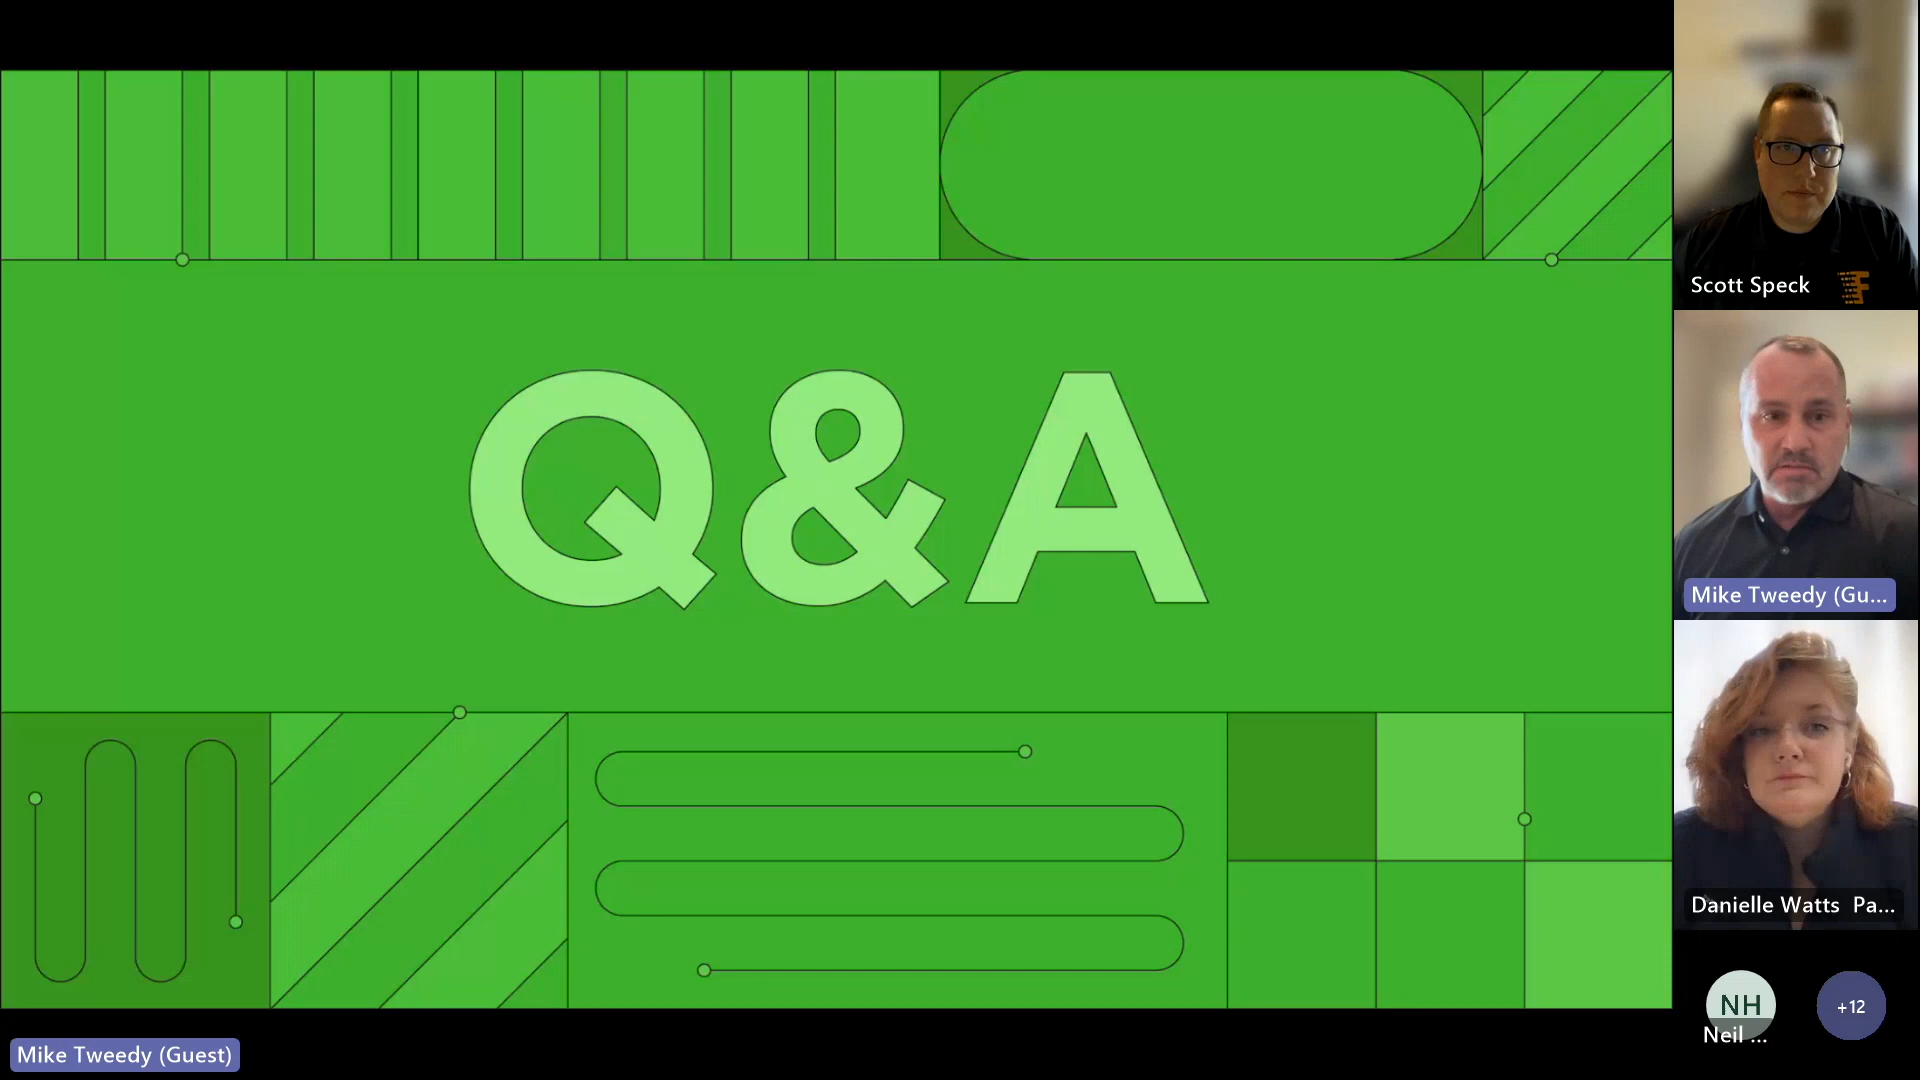 Q&A
Scott Speck
Mike Tweedy (Gu...
Danielle Watts Pa...
NH
+12
Neil ...
Mike Tweedy (Guest)